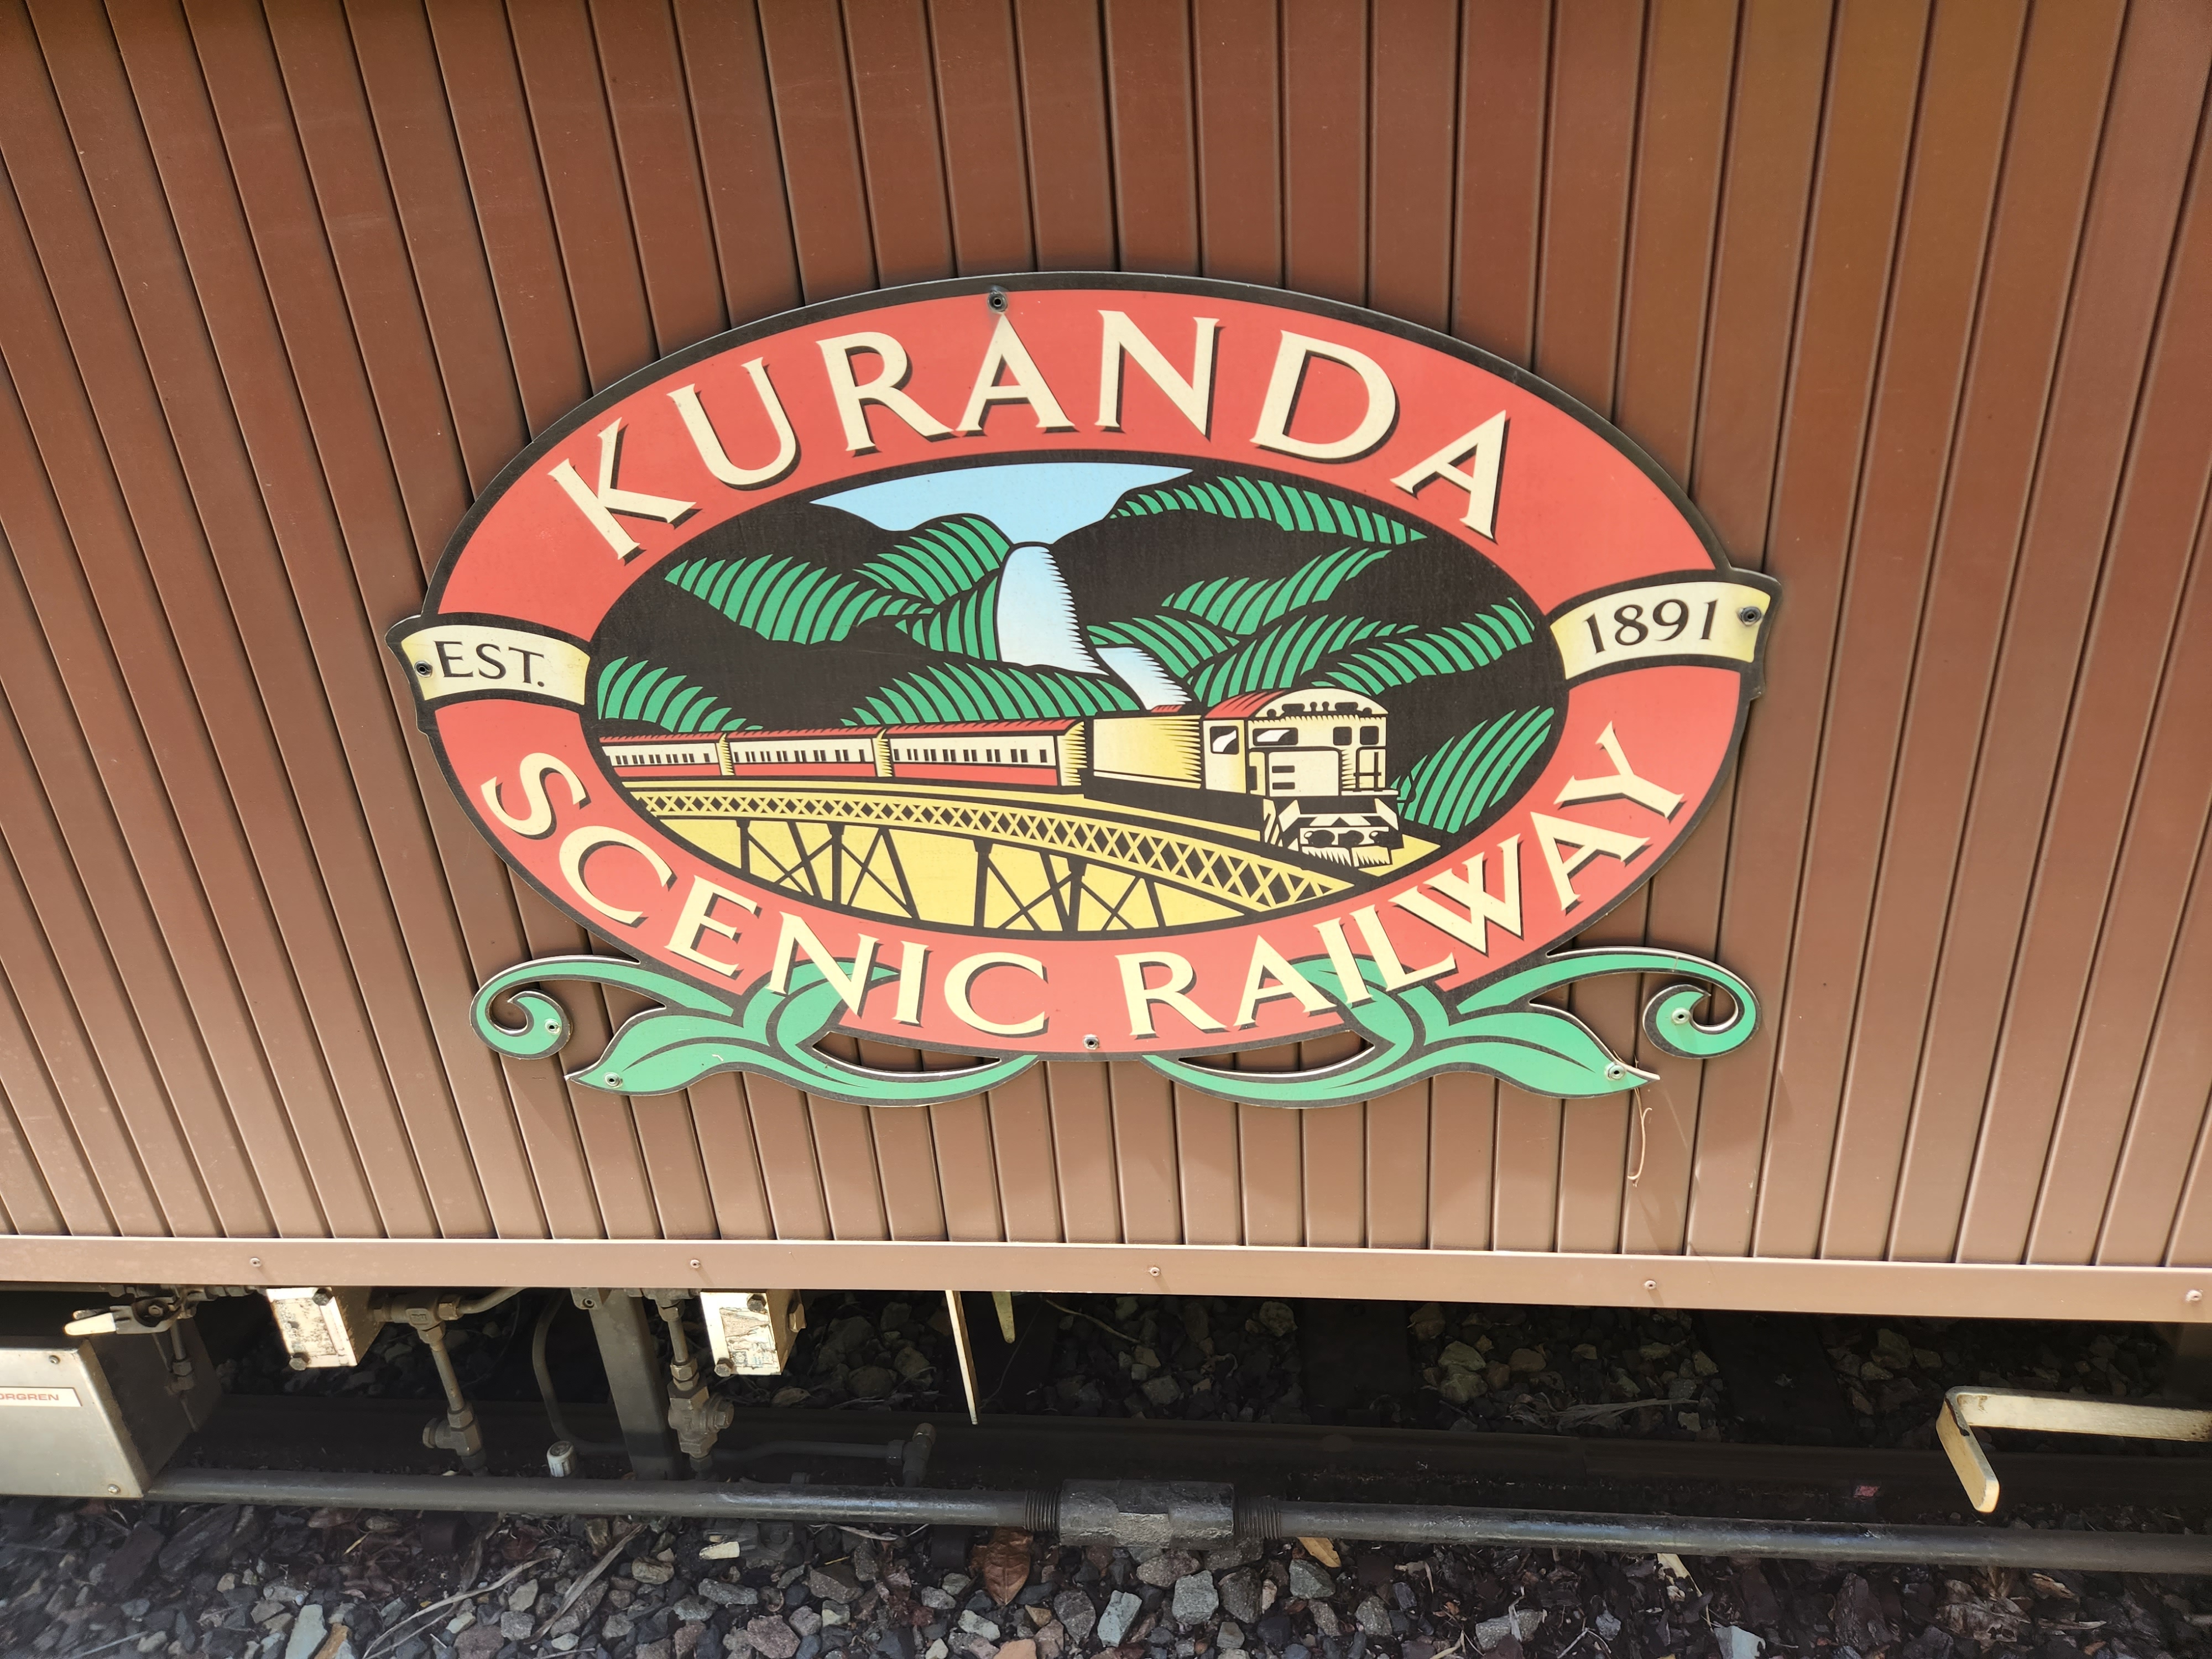 KURANDA
EST. 1891
SCENIC RAILWAY